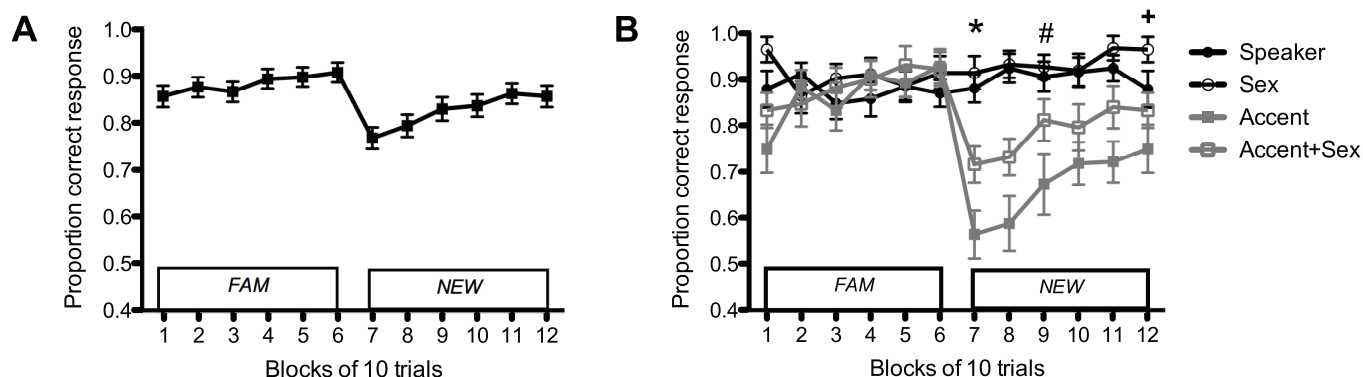 A
Proportion correct response
1.0
0.9
0.8
0.7
0.6
0.5
0.4
FAM
NEW
1 2 3 4 5 6 7 8 9 10 11 12
Blocks of 10 trials
B
Proportion correct response
1.0
0.9
0.8
0.7
0.6
0.5
0.4
* # +
FAM
NEW
1 2 3 4 5 6 7 8 9 10 11 12
Blocks of 10 trials
Speaker
Sex
Accent
Accent+Sex